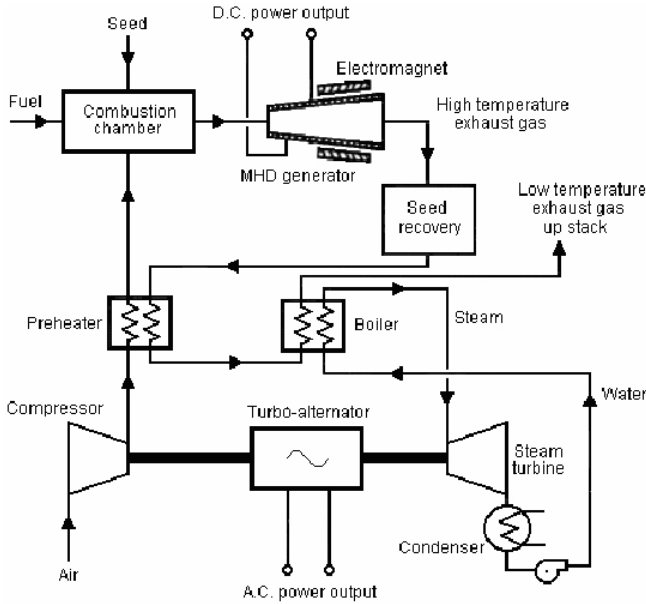 D.C. power output
Seed
Electromagnet
Fuel
Combustion
chamber
High temperature
exhaust gas
MHD generator
Low temperature
exhaust gas
up stack
Seed
recovery
Preheater
Boiler
Steam
Compressor
Turbo-alternator
Water
Steam
turbine
Condenser
Air
A.C. power output